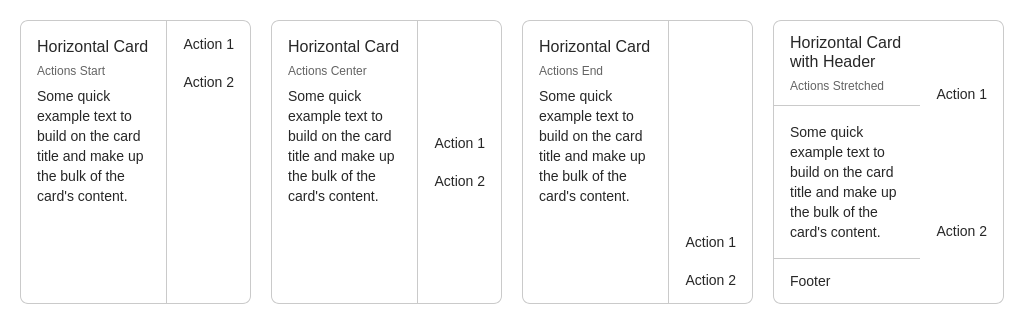 Horizontal Card
Actions Start
Some quick
example text to
build on the card
title and make up
the bulk of the
card's content.
Action 1
Action 2
Horizontal Card
Actions Center
Some quick
example text to
build on the card
title and make up
the bulk of the
card's content.
Action 1
Action 2
Horizontal Card
Actions End
Some quick
example text to
build on the card
title and make up
the bulk of the
card's content.
Action 1
Action 2
Horizontal Card
with Header
Actions Stretched
Some quick
example text to
build on the card
title and make up
the bulk of the
card's content.
Footer
Action 1
Action 2